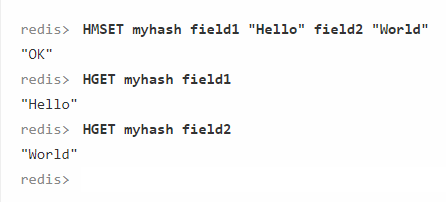 redis> HMSET myhash field1 "Hello" field2 "World"
"OK"
redis> HGET myhash field1
"Hello"
redis> HGET myhash field2
"World"
redis>